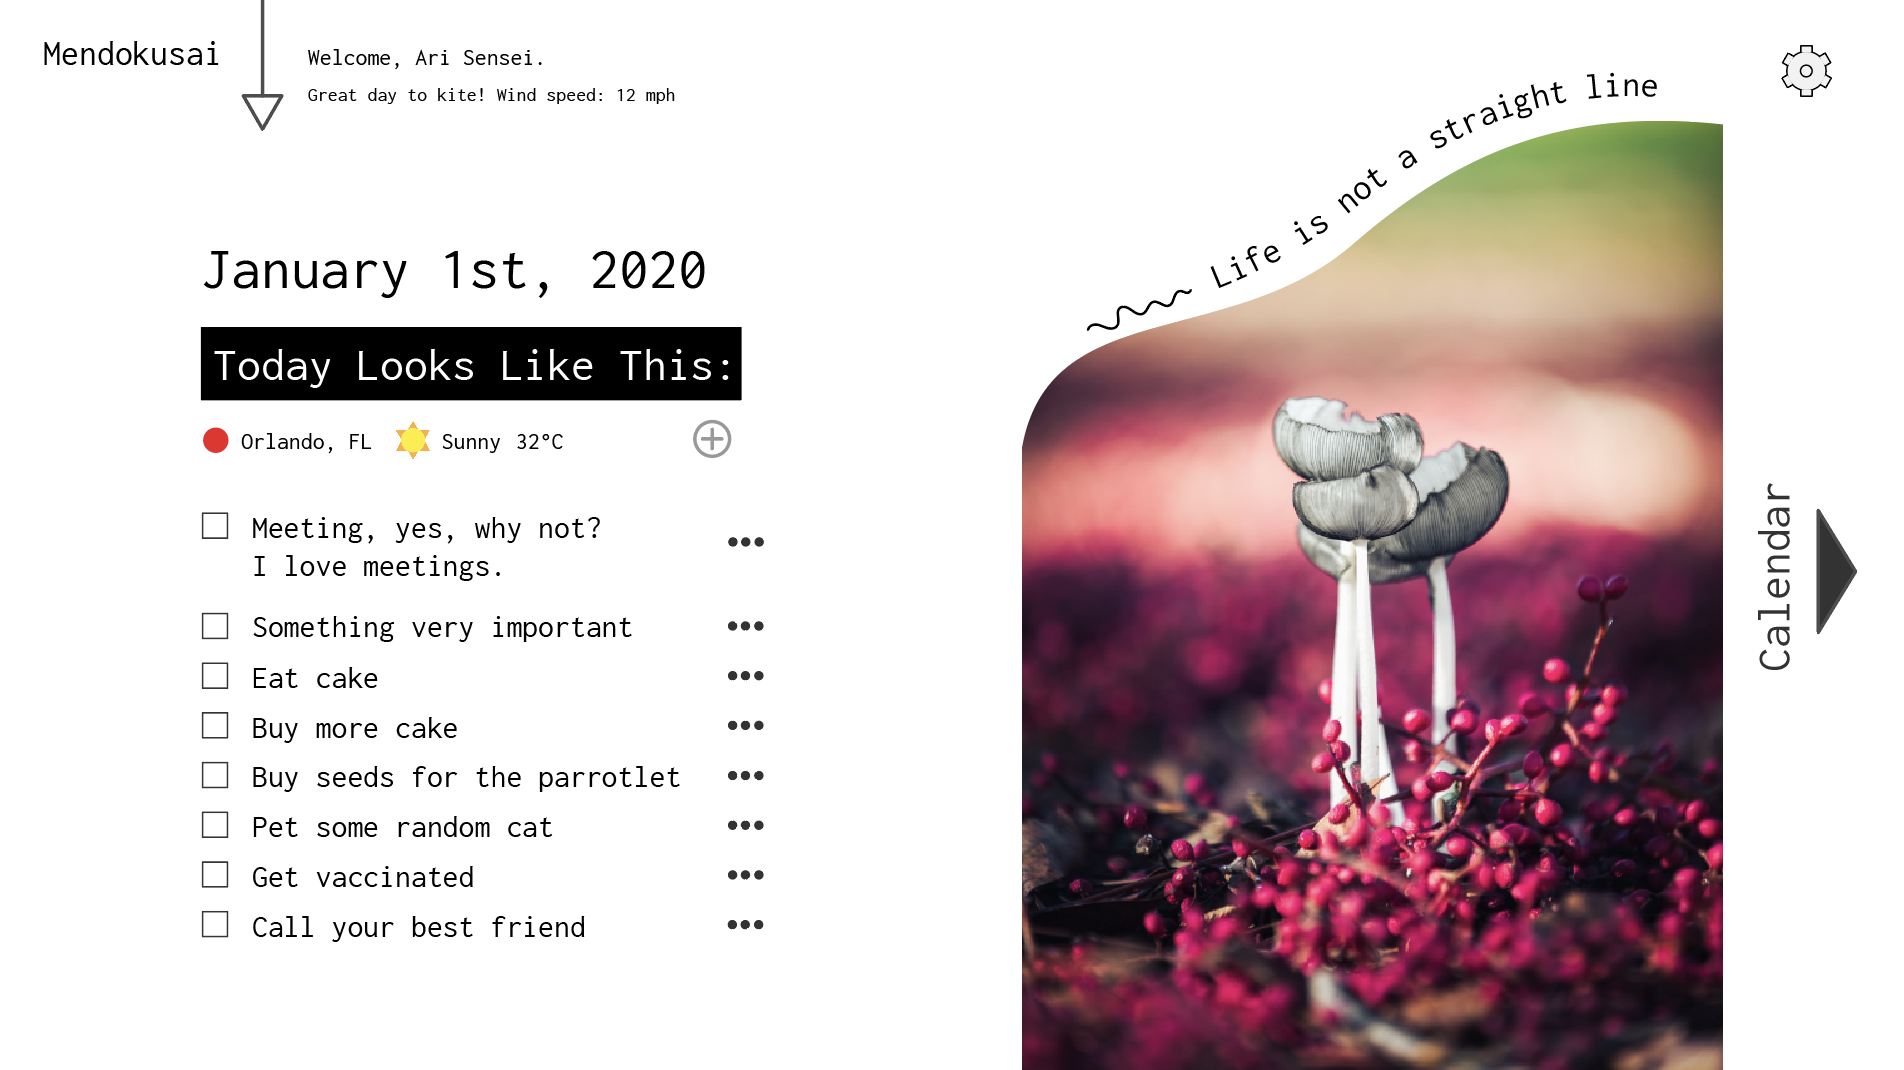 Mendokusai
Welcome, Ari Sensei.
Great day to kite! Wind speed: 12 mph
Life is not a straight line
January 1st, 2020
Today Looks Like This:
Orlando, FL Sunny 32°C
Meeting, yes, why not?
I love meetings.
Something very important
Eat cake
Buy more cake
Buy seeds for the parrotlet
Pet some random cat
Get vaccinated
Call your best friend
Calendar